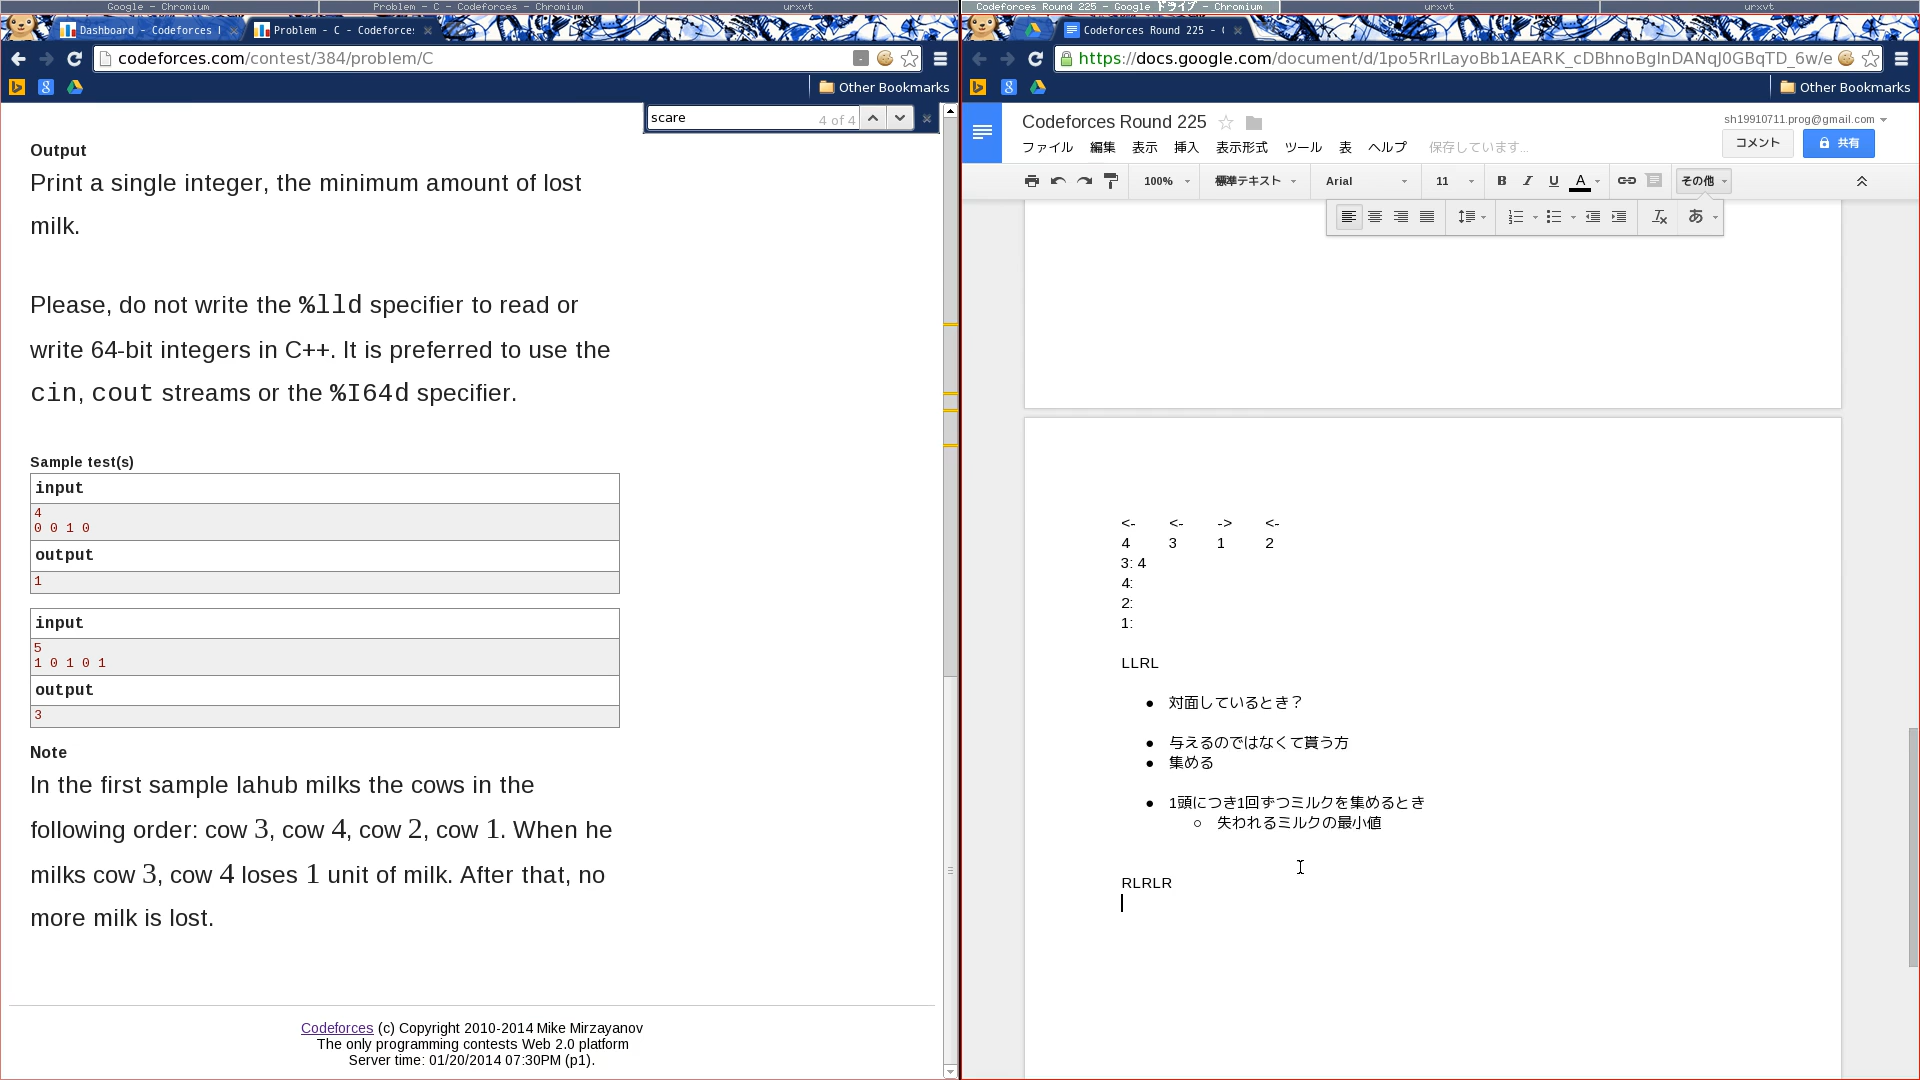 Google - Chromium
Problem - C - Codeforces - Chromium
urxvt
Codeforces Round 225 - Google ドライブ - Chromium
urxvt
urxvt
Dashboard - Codeforces
Problem - C - Codeforces
codeforces.com/contest/384/problem/C
Other Bookmarks
scare
4 of 4
Output
Print a single integer, the minimum amount of lost
milk.
Please, do not write the %lld specifier to read or
write 64-bit integers in C++. It is preferred to use the
cin, cout streams or the %I64d specifier.
Sample test(s)
input
4
0 0 1 0
output
1
input
5
1 0 1 0 1
output
3
Note
In the first sample Iahub milks the cows in the
following order: cow 3, cow 4, cow 2, cow 1. When he
milks cow 3, cow 4 loses 1 unit of milk. After that, no
more milk is lost.
Codeforces (c) Copyright 2010-2014 Mike Mirzayanov
The only programming contests Web 2.0 platform
Server time: 01/20/2014 07:30PM (p1).
Codeforces Round 225 - (
https://docs.google.com/document/d/1po5RrILayoBb1AEARK_cDBhnoBgInDANqJ0GBqTD_6w/e
Other Bookmarks
Codeforces Round 225
sh19910711.prog@gmail.com
ファイル 編集 表示 挿入 表示形式 ツール 表 ヘルプ 保存しています...
コメント
共有
100% 標準テキスト Arial 11 B I U A その他
あ
<- <- -> <-
4 3 1 2
3: 4
4:
2:
1:
LLRL
● 対面しているとき？
● 与えるのではなくて貰う方
● 集める
● 1頭につき1回ずつミルクを集めるとき
○ 失われるミルクの最小値
RLRLR